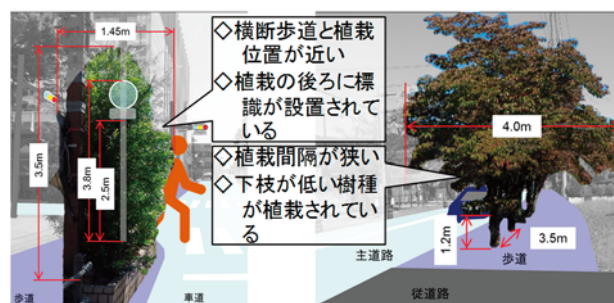 1.45m
3.5m
3.8m
2.5m
歩道
車道
◇横断歩道と植栽
位置が近い
◇植栽の後ろに標
識が設置されて
いる
◇植栽間隔が狭い
◇下枝が低い樹種
が植栽されてい
る
4.0m
1.2m
3.5m
主道路
歩道
従道路